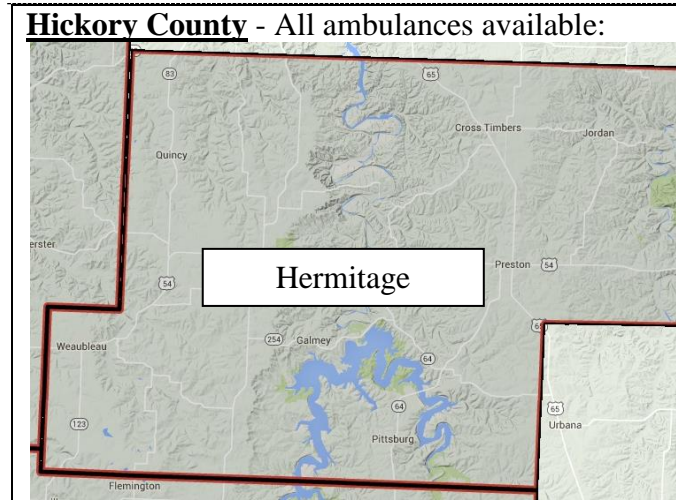 Hickory County - All ambulances available:
83
65
Cross Timbers
Jordan
Quincy
erster
Hermitage
Preston
54
54
65
254
Galmey
Weaubleau
64
64
65
123
Urbana
Pittsburg
Flemington